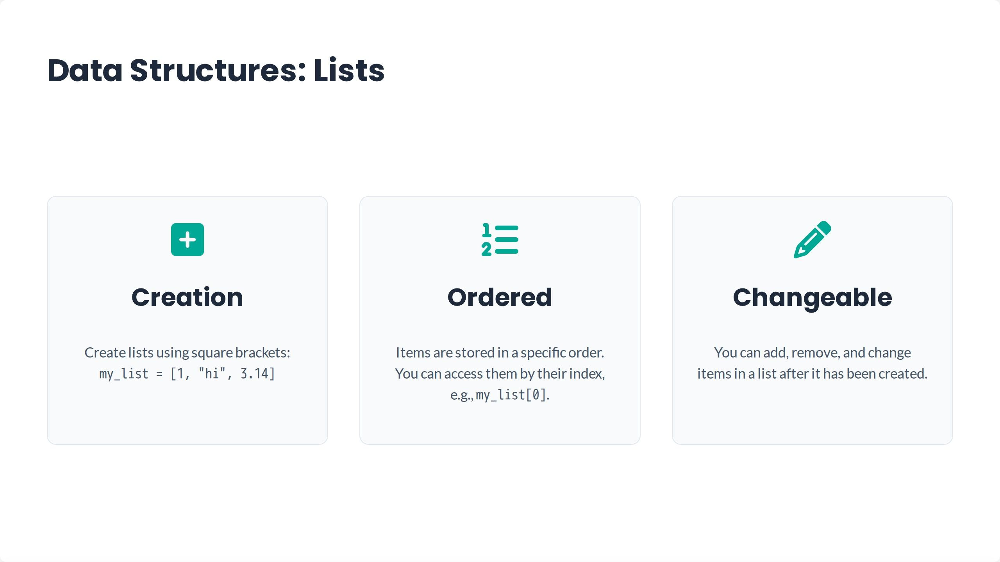 Data Structures: Lists
Creation
Create lists using square brackets:
my_list = [1, "hi", 3.14]
Ordered
Items are stored in a specific order.
You can access them by their index,
e.g., my_list[0].
Changeable
You can add, remove, and change
items in a list after it has been created.